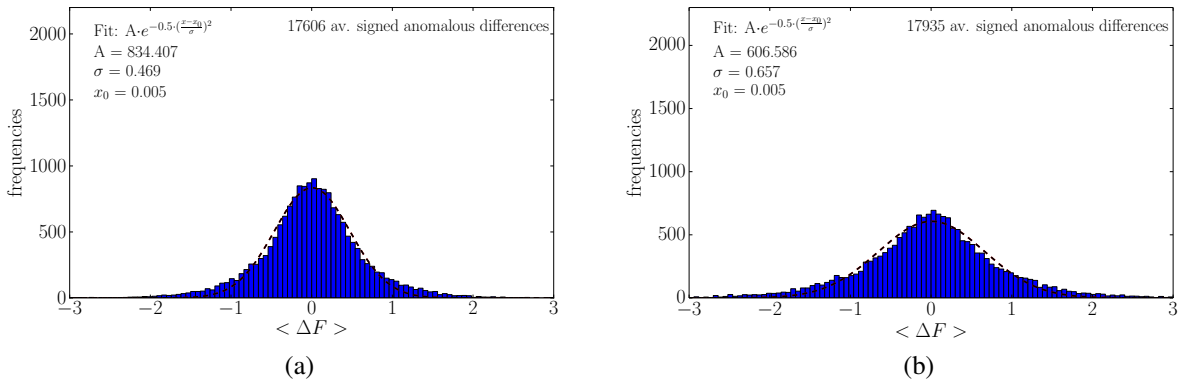 Fit: A·e^{−0.5·(\frac{x−x_0}{σ})^2}
A = 834.407
σ = 0.469
x_0 = 0.005
17606 av. signed anomalous differences
frequencies
2000
1500
1000
500
0
−3 −2 −1 0 1 2 3
< ΔF >
(a)
Fit: A·e^{−0.5·(\frac{x−x_0}{σ})^2}
A = 606.586
σ = 0.657
x_0 = 0.005
17935 av. signed anomalous differences
frequencies
2000
1500
1000
500
0
−3 −2 −1 0 1 2 3
< ΔF >
(b)